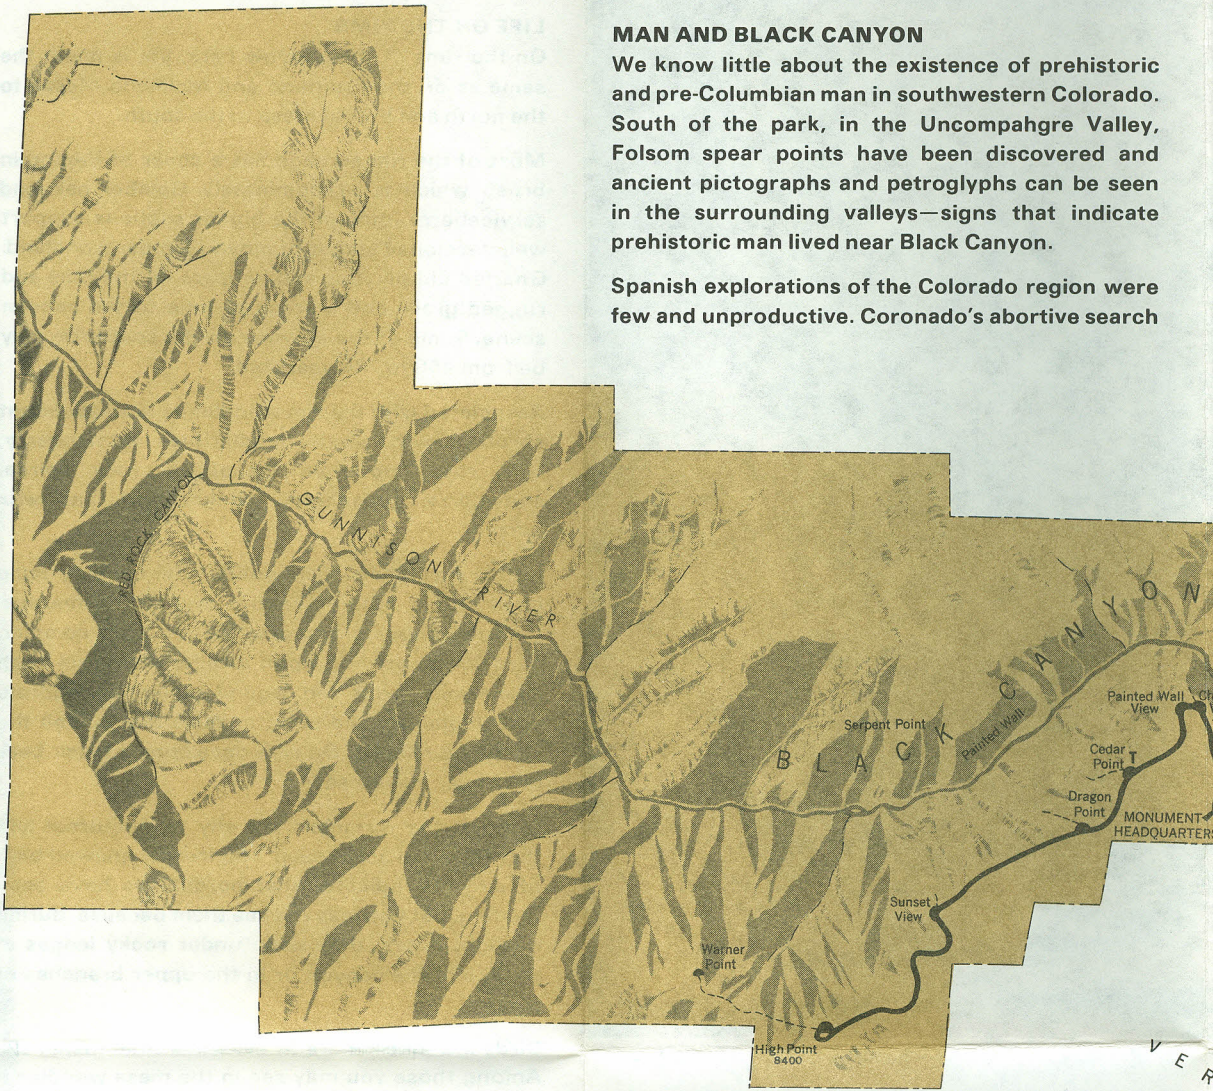 MAN AND BLACK CANYON
We know little about the existence of prehistoric
and pre-Columbian man in southwestern Colorado.
South of the park, in the Uncompahgre Valley,
Folsom spear points have been discovered and
ancient pictographs and petroglyphs can be seen
in the surrounding valleys—signs that indicate
prehistoric man lived near Black Canyon.
Spanish explorations of the Colorado region were
few and unproductive. Coronado's abortive search
RED ROCK CANYON
GUNNISON RIVER
BLACK CANYON
Serpent Point
Painted Wall
Painted Wall
View
Cedar
Point
T
Dragon
Point
MONUMENT
HEADQUARTERS
Sunset
View
Warner
Point
High Point
8400